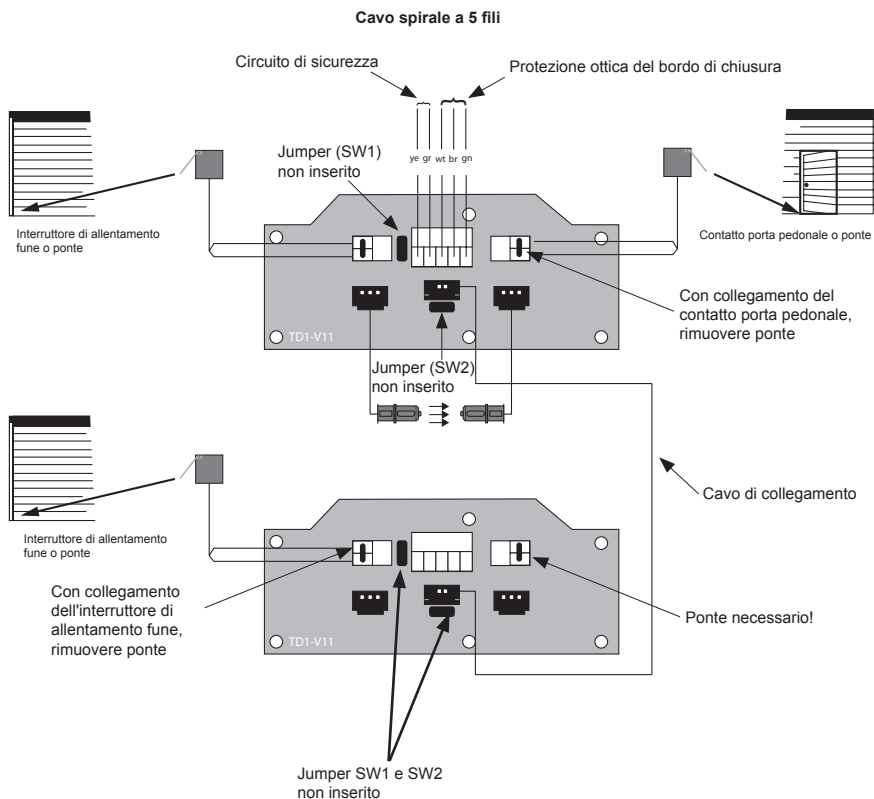 Cavo spirale a 5 fili
Circuito di sicurezza
Protezione ottica del bordo di chiusura
Jumper (SW1)
non inserito
ye gr wt br gn
Interruttore di allentamento
fune o ponte
Contatto porta pedonale o ponte
Con collegamento del
contatto porta pedonale,
rimuovere ponte
TD1-V11
Jumper (SW2)
non inserito
Cavo di collegamento
Interruttore di allentamento
fune o ponte
Con collegamento
dell'interruttore di
allentamento fune,
rimuovere ponte
Ponte necessario!
TD1-V11
Jumper SW1 e SW2
non inserito